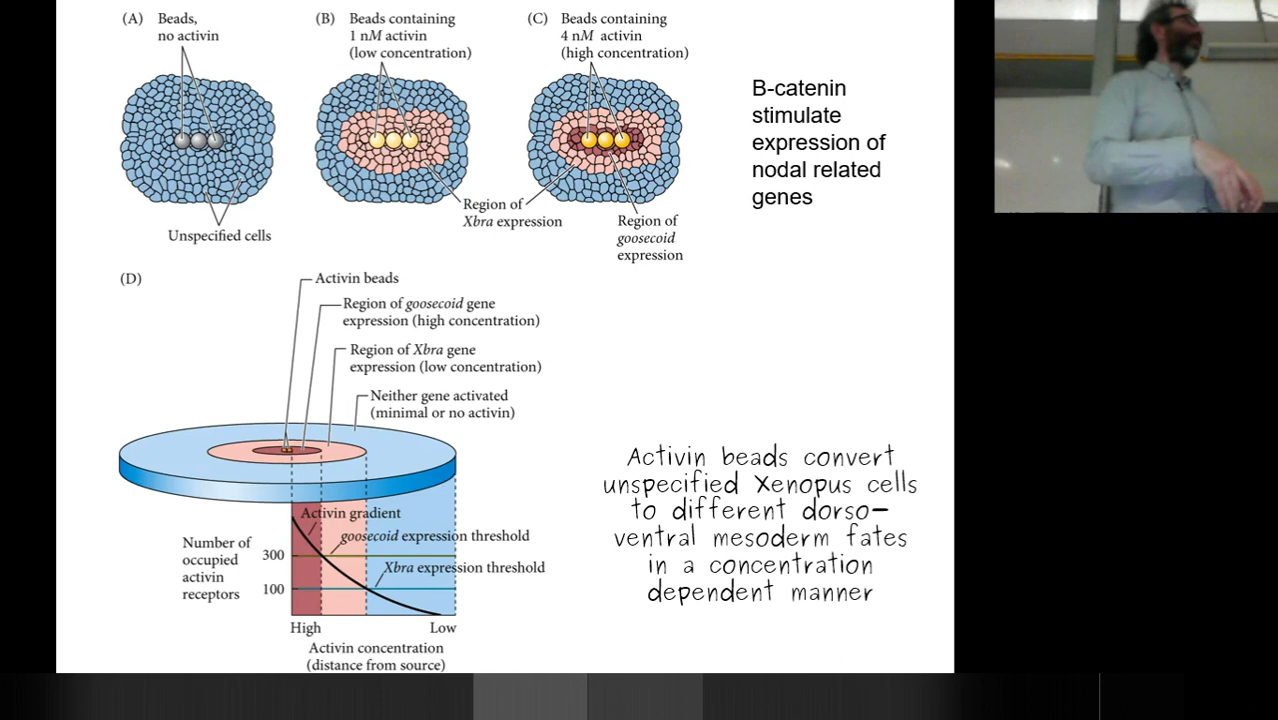 (A) Beads,
no activin
(B) Beads containing
1 nM activin
(low concentration)
(C) Beads containing
4 nM activin
(high concentration)
Unspecified cells
Region of
Xbra expression
Region of
goosecoid
expression
B-catenin
stimulate
expression of
nodal related
genes
(D)
Activin beads
Region of goosecoid gene
expression (high concentration)
Region of Xbra gene
expression (low concentration)
Neither gene activated
(minimal or no activin)
Activin gradient
goosecoid expression threshold
Xbra expression threshold
Number of
occupied
activin
receptors
300
100
High
Low
Activin concentration
(distance from source)
Activin beads convert
unspecified Xenopus cells
to different dorso-
ventral mesoderm fates
in a concentration
dependent manner